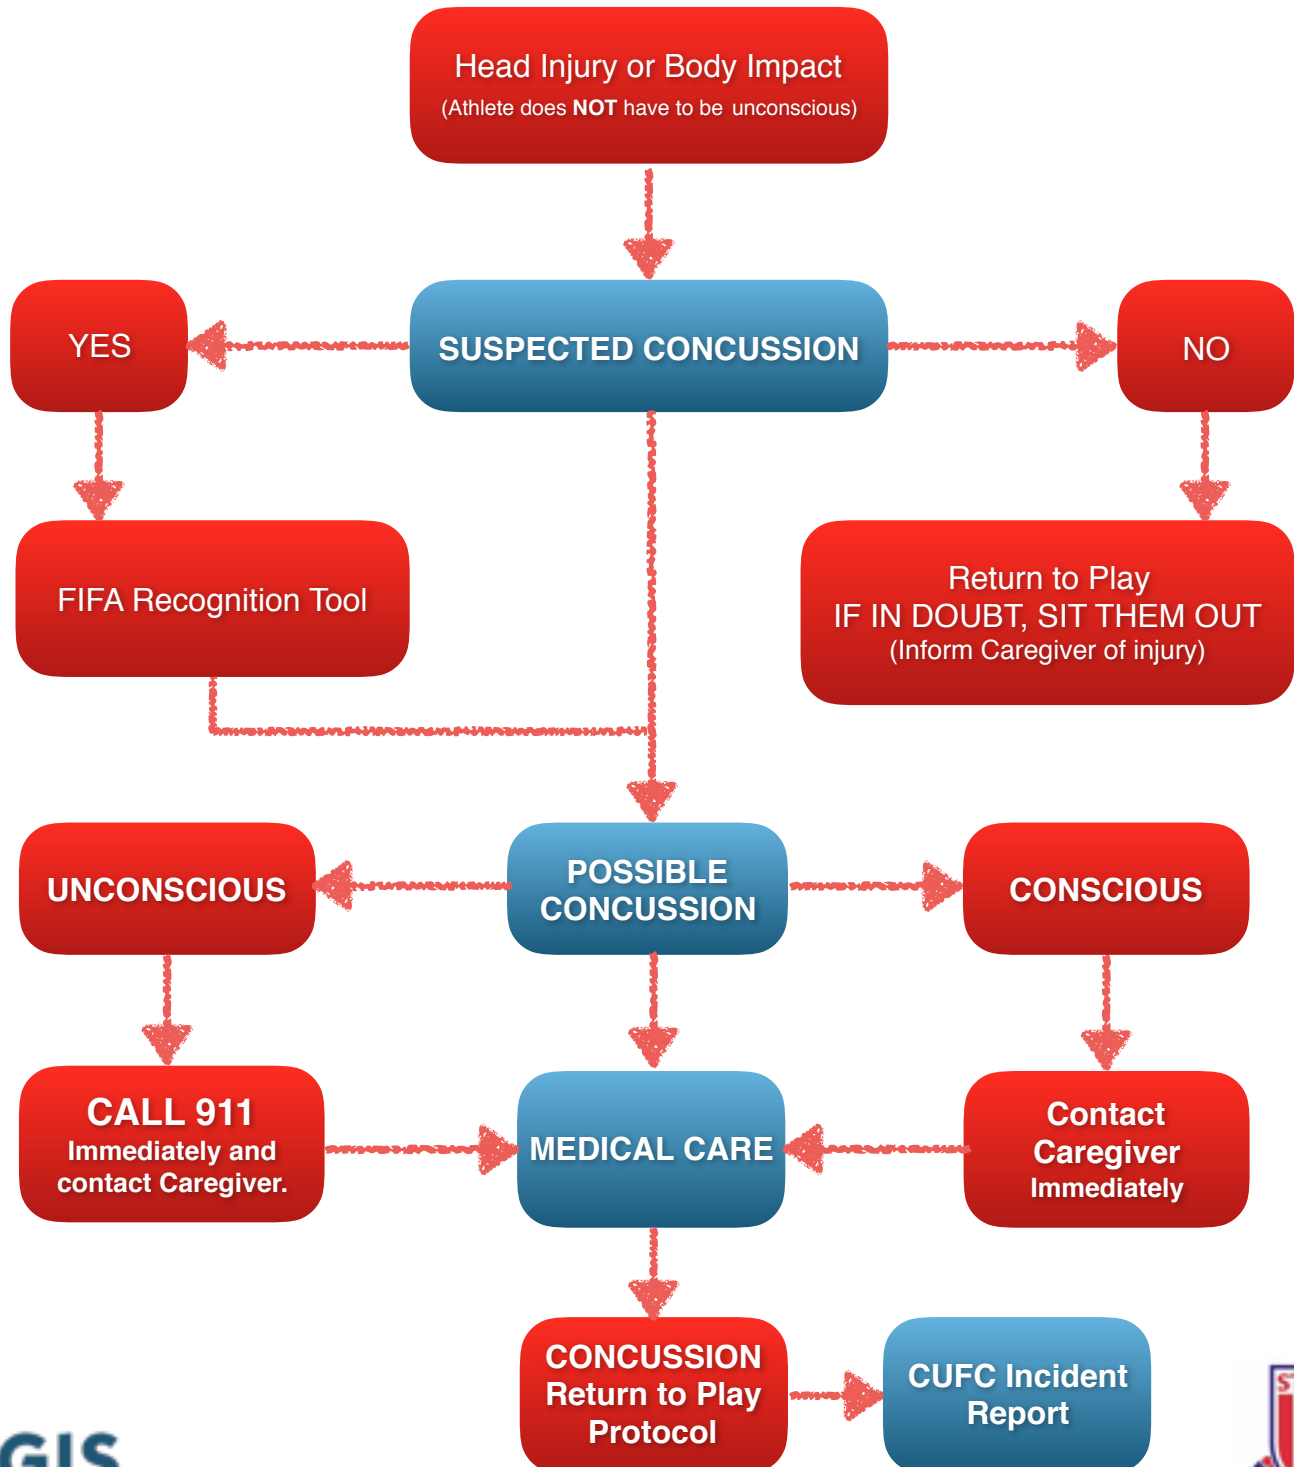 Head Injury or Body Impact
(Athlete does NOT have to be unconscious)
YES
SUSPECTED CONCUSSION
NO
FIFA Recognition Tool
Return to Play
IF IN DOUBT, SIT THEM OUT
(Inform Caregiver of injury)
UNCONSCIOUS
POSSIBLE
CONCUSSION
CONSCIOUS
CALL 911
Immediately and
contact Caregiver.
MEDICAL CARE
Contact
Caregiver
Immediately
CONCUSSION
Return to Play
Protocol
CUFC Incident
Report
GIS
ST